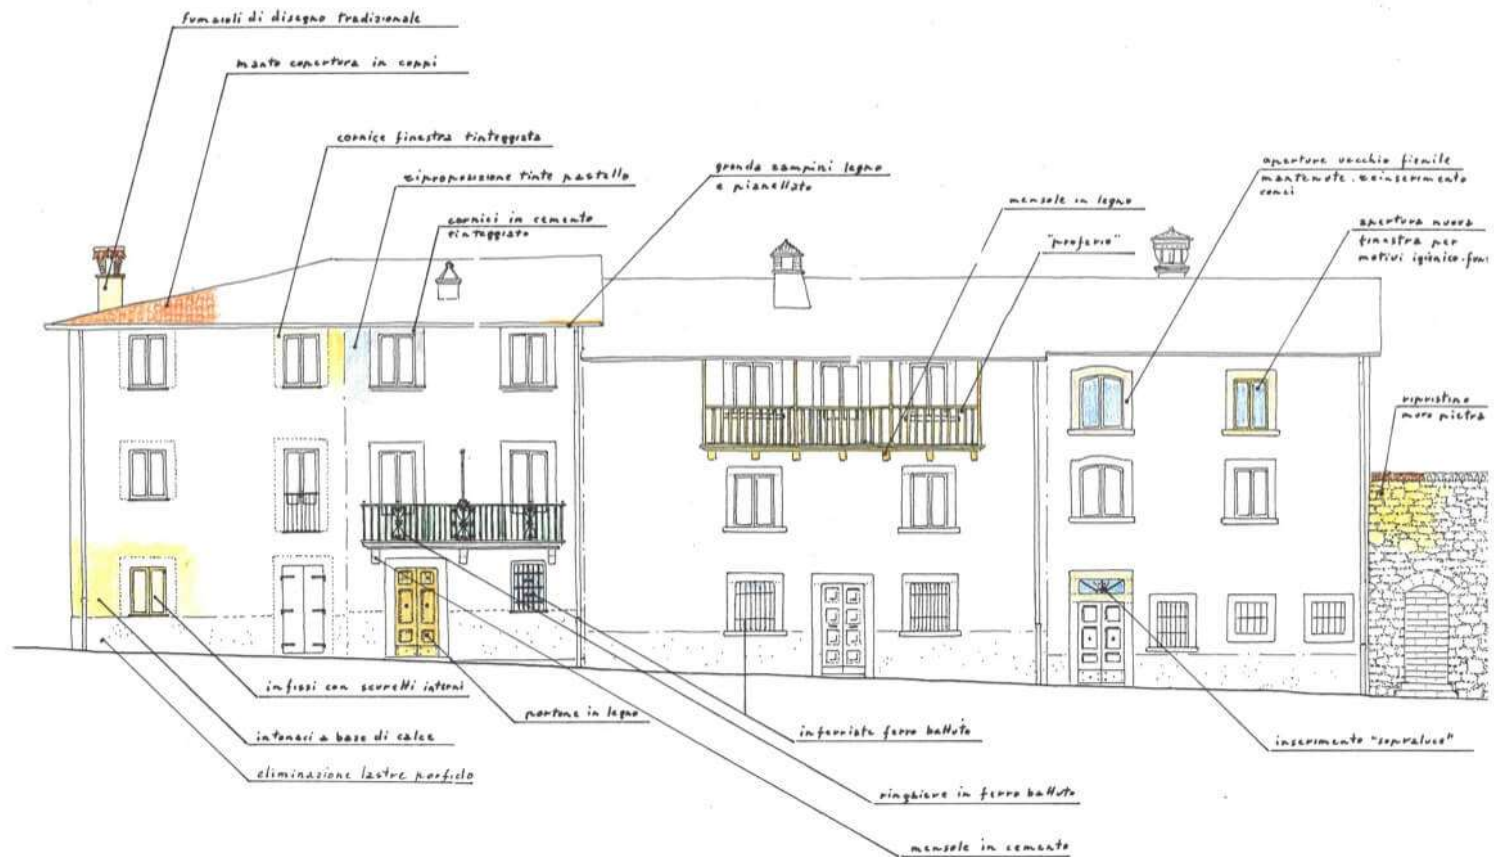 fumaioli di disegno tradizionale
manto copertura in coppi
cornice finestra tinteggiata
riproposizione tinte pastello
cornici in cemento
tinteggiato
gronda zampini legno
e pianellato
mensole in legno
"proferio"
aperture vecchio fienile
mantenute. reinserimento
conci
apertura nuova
finestra per
motivi igienico-fun
ripristino
muro pietra
infissi con scuretti interni
portone in legno
intonaci a base di calce
eliminazione lastre porfido
inferriate ferro battuto
inserimento "sopraluce"
ringhiere in ferro battuto
mensole in cemento